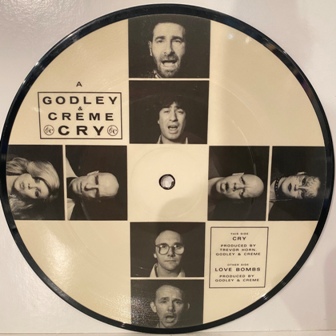 A
GODLEY
&
CREME
CRY
THIS SIDE
CRY
PRODUCED BY
TREVOR HORN,
GODLEY & CREME
OTHER SIDE
LOVE BOMBS
PRODUCED BY
GODLEY & CREME